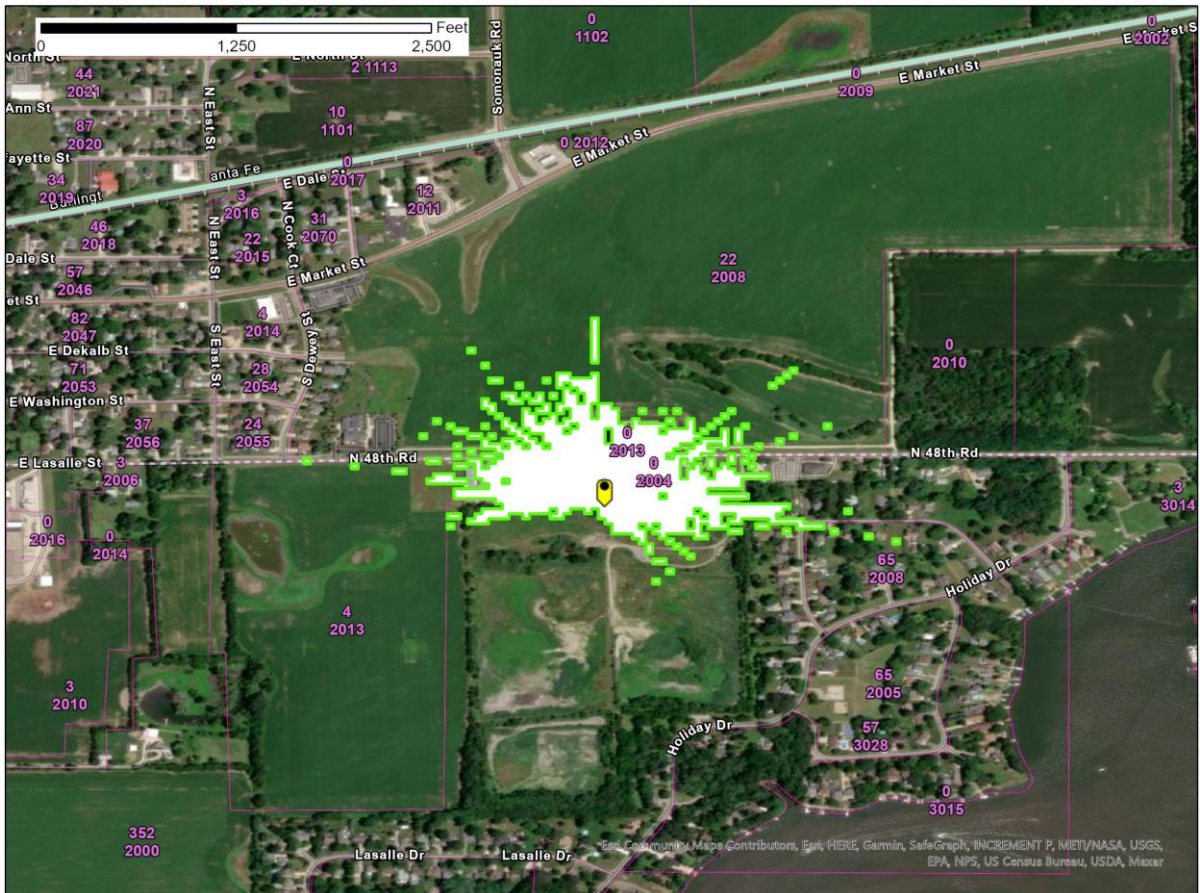 Feet
0 1,250 2,500
North St
E North St
44
2021
Ann St
87
2020
fayette St
34
2019
Burlingt
anta Fe
N East St
2 1113
10
1101
Somonauk Rd
0
1102
0
2002
E Market S
0
2009
E Market St
0 2012
E Market St
0
2017
E Dale St
3
2016
N Cook Ct
31
2070
12
2011
46
2018
22
2015
N East St
Dale St
57
2046
E Market St
et St
82
2047
4
2014
S Dewey St
S East St
E Dekalb St
71
2053
28
2054
E Washington St
37
2056
24
2055
22
2008
0
2010
0
2013
0
2004
E Lasalle St
3
2006
N 48th Rd
N 48th Rd
0
2016
0
2014
3
3014
65
2008
Holiday Dr
4
2013
3
2010
65
2005
57
3028
Holiday Dr
0
3015
352
2000
Lasalle Dr
Lasalle Dr
Esri Community Maps Contributors, Esri, HERE, Garmin, SafeGraph, INCREMENT P, METI/NASA, USGS,
EPA, NPS, US Census Bureau, USDA, Maxar